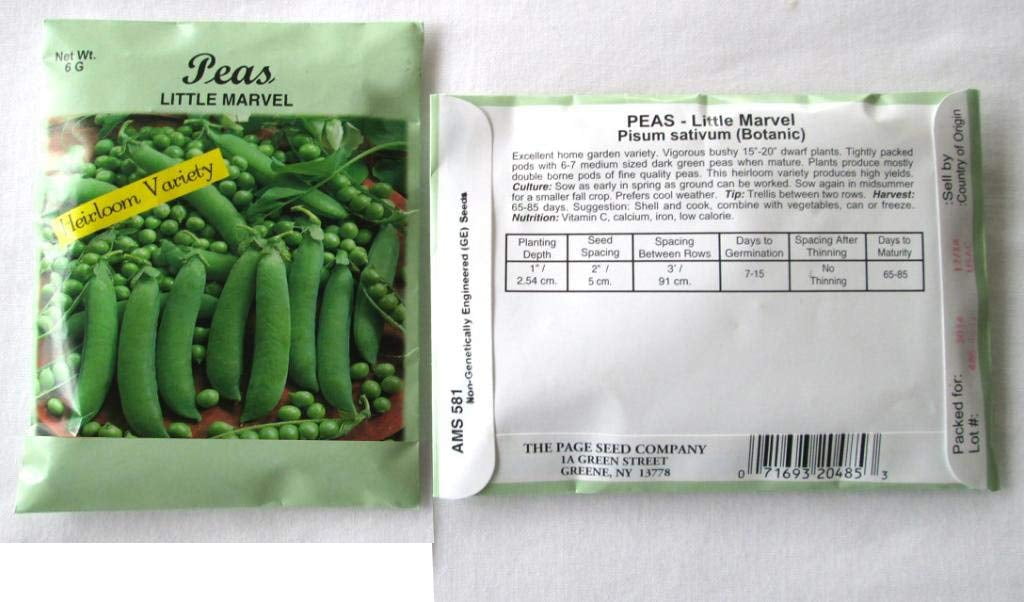 Net Wt.
6 G
Peas
LITTLE MARVEL
Heirloom Variety
AMS 581
Non-Genetically Engineered (GE) Seeds
PEAS - Little Marvel
Pisum sativum (Botanic)
Excellent home garden variety. Vigorous bushy 15"-20" dwarf plants. Tightly packed
pods with 6-7 medium sized dark green peas when mature. Plants produce mostly
double borne pods of fine quality peas. This heirloom variety produces high yields.
Culture: Sow as early in spring as ground can be worked. Sow again in midsummer
for a smaller fall crop. Prefers cool weather. Tip: Trellis between two rows. Harvest:
65-85 days. Suggestion: Shell and cook, combine with vegetables, can or freeze.
Nutrition: Vitamin C, calcium, iron, low calorie.
Planting Depth
Seed Spacing
Spacing Between Rows
Days to Germination
Spacing After Thinning
Days to Maturity
1" / 2.54 cm.
2" / 5 cm.
3' / 91 cm.
7-15
No Thinning
65-85
THE PAGE SEED COMPANY
1A GREEN STREET
GREENE, NY 13778
0 71693 20485 3
Packed for:
Lot #:
:Sell by
:Country of Origin